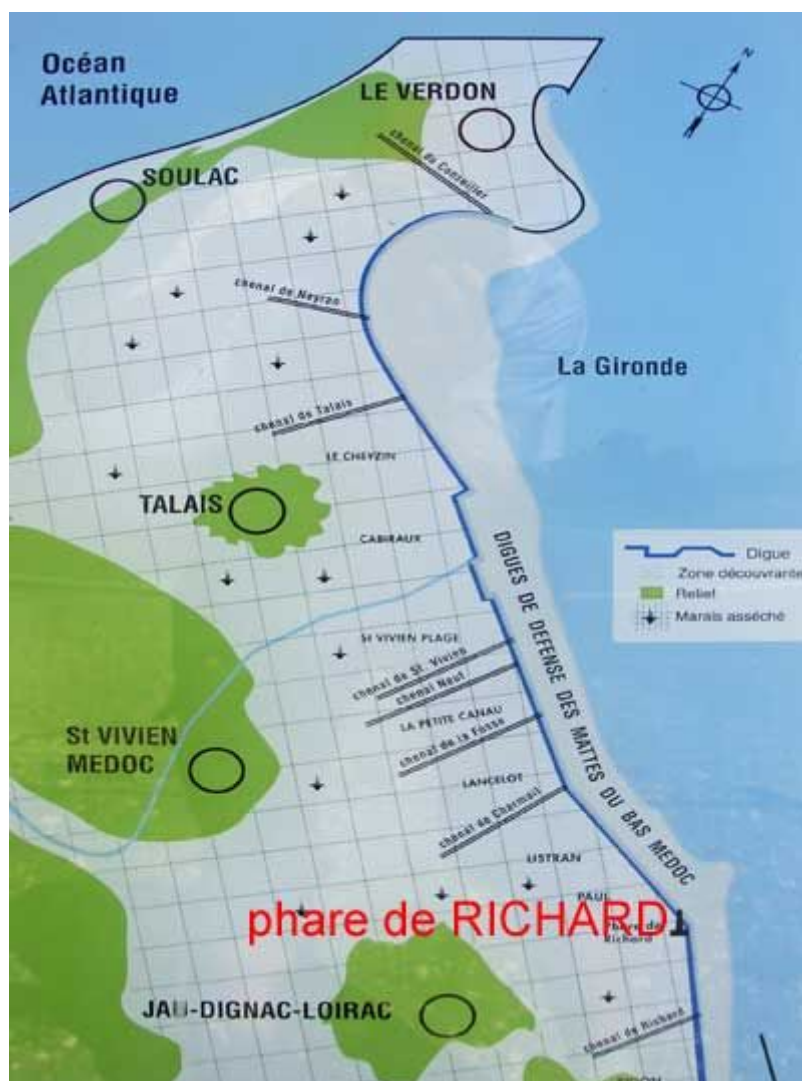 Océan
Atlantique
LE VERDON
N
chenal du Conseiller
SOULAC
chenal de Neyran
La Gironde
chenal de Talais
LE CHEYZIN
TALAIS
CABIRAUX
Digue
Zone découvrante
Relief
Marais asséché
DIGUES DE DEFENSE DES MATTES DU BAS MEDOC
St VIVIEN PLAGE
chenal de St. Vivien
chenal Neuf
LA PETITE CANAU
St VIVIEN
MEDOC
chenal de la Fosse
LANCELOT
chenal de Charmail
LISTRAN
PAUL
phare de RICHARD
Phare de
Richard
JAU-DIGNAC-LOIRAC
chenal de Richard